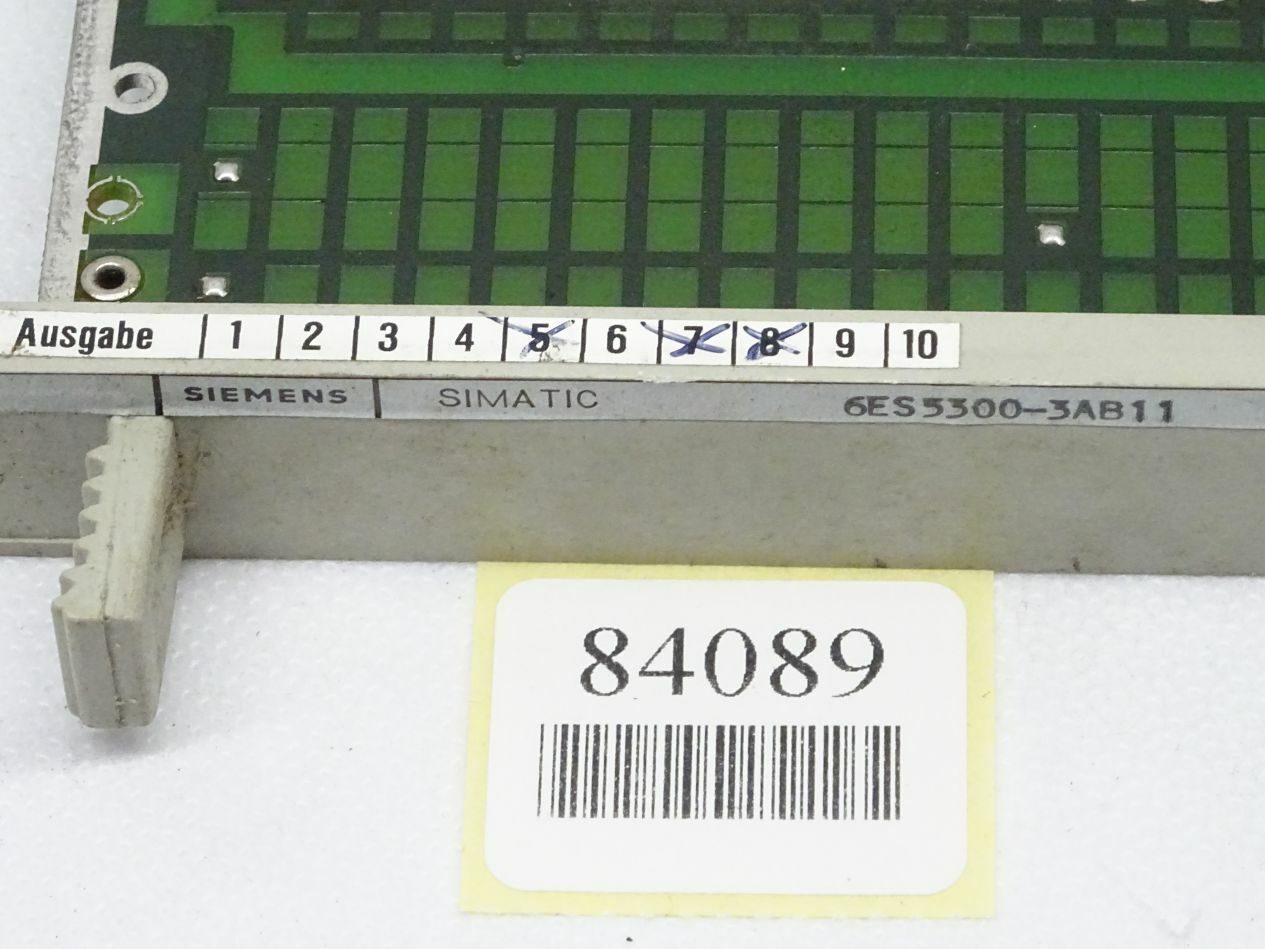 Ausgabe 1 2 3 4 5 6 7 8 9 10
SIEMENS SIMATIC 6ES5300-3AB11
84089